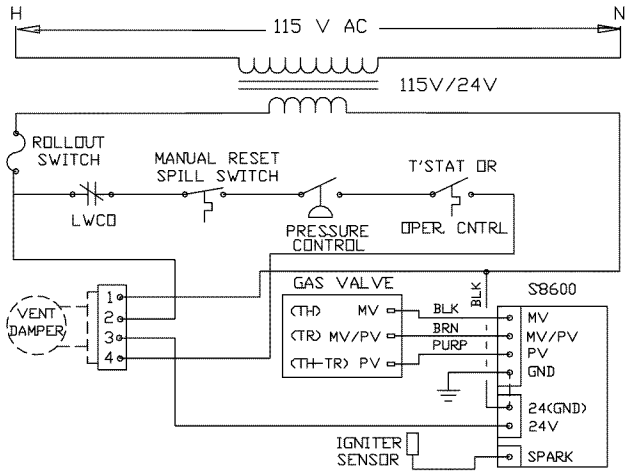 H
N
115 V AC
115V/24V
ROLLOUT
SWITCH
MANUAL RESET
SPILL SWITCH
T'STAT OR
LWCO
PRESSURE
CONTROL
OPER. CNTRL
GAS VALVE
BLK
S8600
VENT
DAMPER
1
2
3
4
(TH) MV
(TR) MV/PV
(TH-TR) PV
BLK
BRN
PURP
MV
MV/PV
PV
GND
24(GND)
24V
IGNITER
SENSOR
SPARK